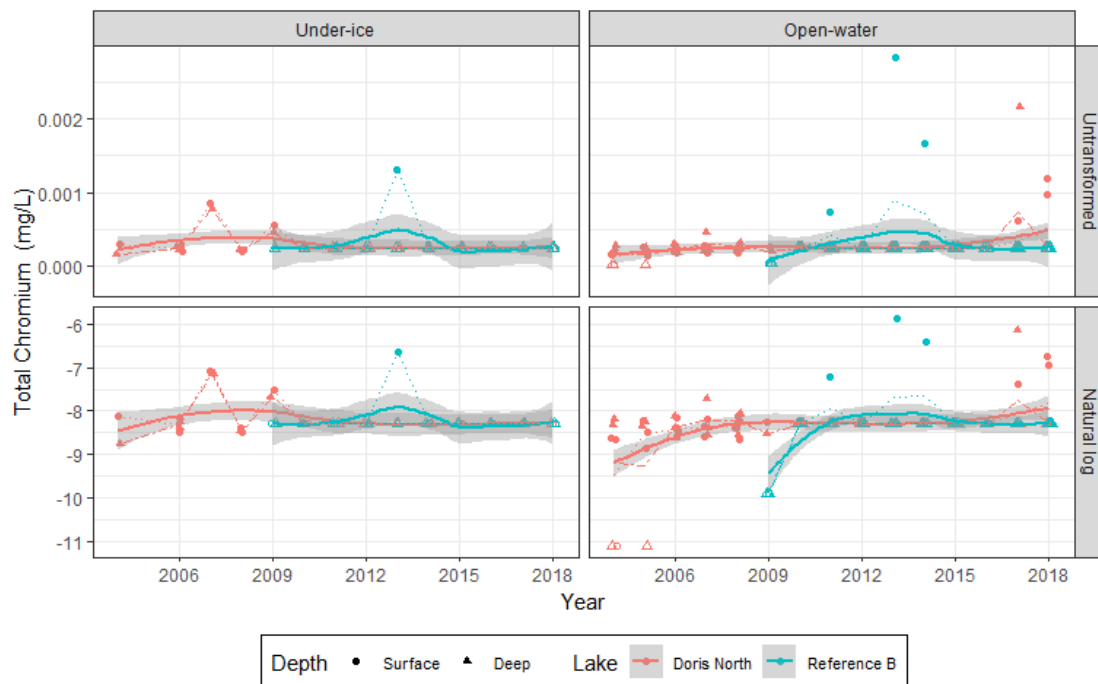 Under-ice Open-water
0.002
0.001
0.000
Untransformed
-6
-7
-8
-9
-10
-11
Natural log
Total Chromium (mg/L)
2006 2009 2012 2015 2018 2006 2009 2012 2015 2018
Year
Depth Surface Deep Lake Doris North Reference B